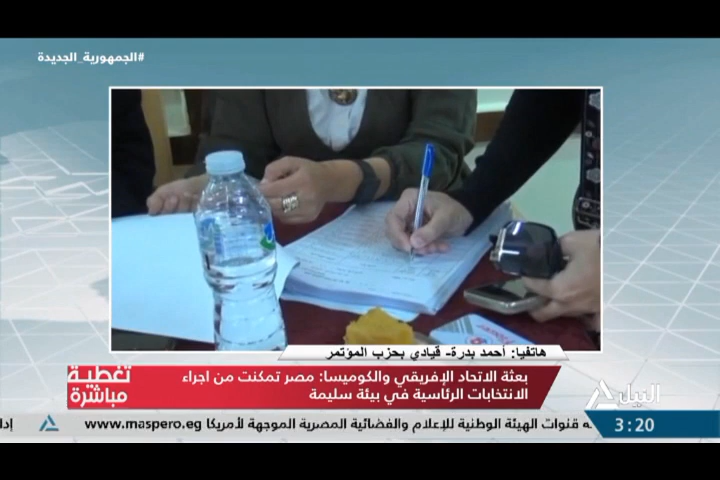 #الجمهورية_الجديدة
هاتفيا: أحمد بدرة- قيادي بحزب المؤتمر
تغطية
مباشرة
بعثة الاتحاد الإفريقي والكوميسا: مصر تمكنت من اجراء
الانتخابات الرئاسية في بيئة سليمة
النيل
3:20
ه قنوات الهيئة الوطنية للإعلام والفضائية المصرية الموجهة لأمريكا www.maspero.eg